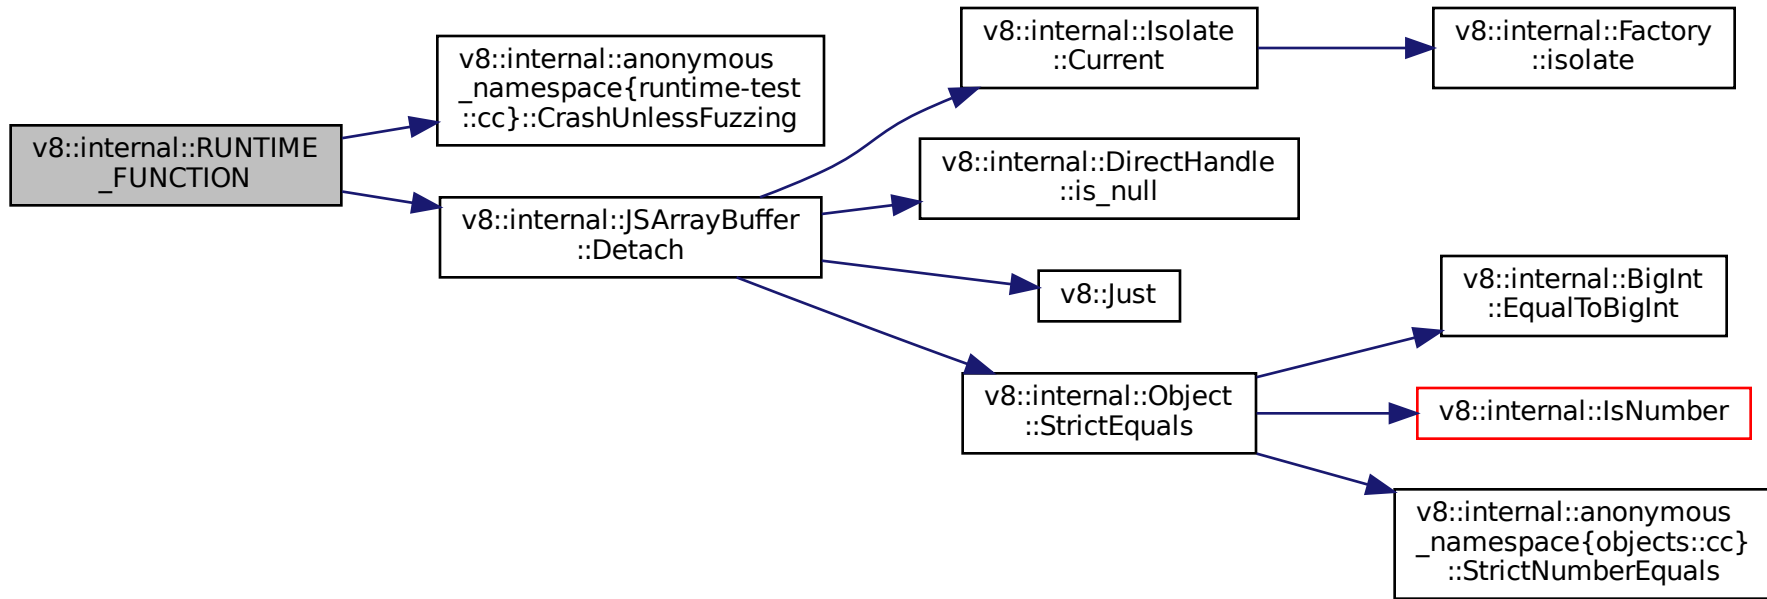 v8::internal::RUNTIME
_FUNCTION
v8::internal::anonymous
_namespace{runtime-test
::cc}::CrashUnlessFuzzing
v8::internal::JSArrayBuffer
::Detach
v8::internal::Isolate
::Current
v8::internal::Factory
::isolate
v8::internal::DirectHandle
::is_null
v8::Just
v8::internal::Object
::StrictEquals
v8::internal::BigInt
::EqualToBigInt
v8::internal::IsNumber
v8::internal::anonymous
_namespace{objects::cc}
::StrictNumberEquals